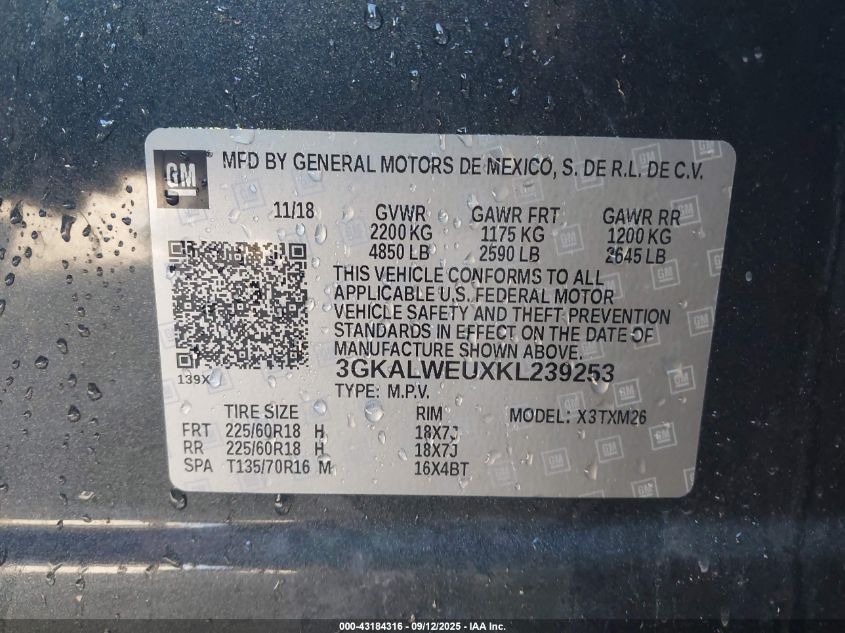 GM
MFD BY GENERAL MOTORS DE MEXICO, S. DE R.L. DE C.V.
11/18 GVWR GAWR FRT GAWR RR
2200 KG 1175 KG 1200 KG
4850 LB 2590 LB 2645 LB
THIS VEHICLE CONFORMS TO ALL
APPLICABLE U.S. FEDERAL MOTOR
VEHICLE SAFETY AND THEFT PREVENTION
STANDARDS IN EFFECT ON THE DATE OF
MANUFACTURE SHOWN ABOVE.
139X 3GKALWEUXKL239253
TYPE: M.P.V.
TIRE SIZE RIM MODEL: X3TXM26
FRT 225/60R18 H 18X7J
RR 225/60R18 H 18X7J
SPA T135/70R16 M 16X4BT
000-43184316 - 09/12/2025 - IAA Inc.